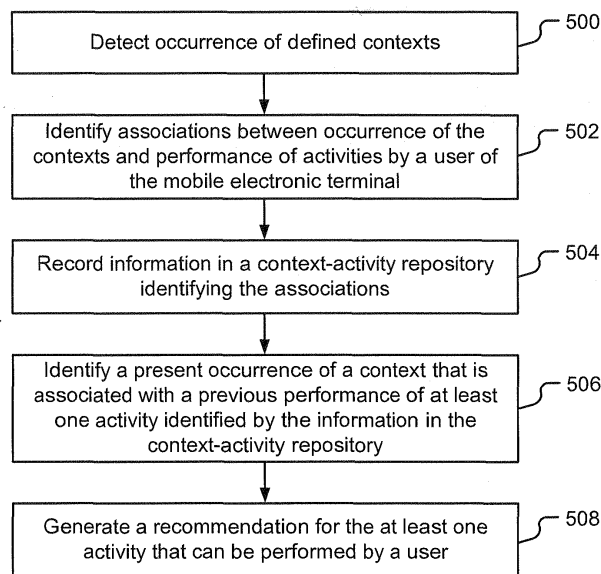 Detect occurrence of defined contexts
500
Identify associations between occurrence of the
contexts and performance of activities by a user of
the mobile electronic terminal
502
Record information in a context-activity repository
identifying the associations
504
Identify a present occurrence of a context that is
associated with a previous performance of at least
one activity identified by the information in the
context-activity repository
506
Generate a recommendation for the at least one
activity that can be performed by a user
508